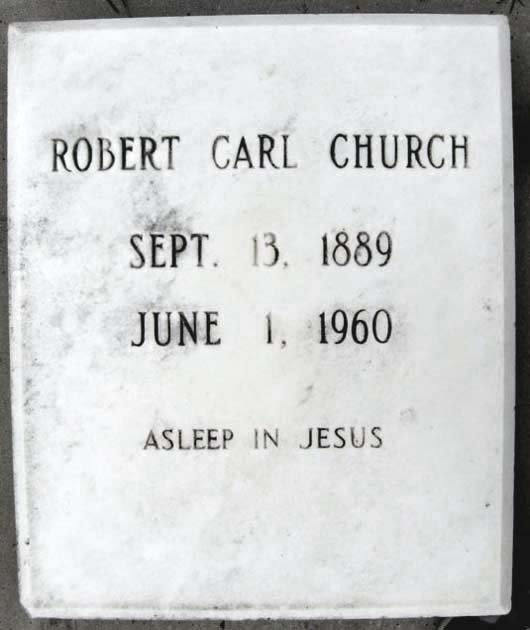 ROBERT CARL CHURCH
SEPT. 13, 1889
JUNE 1, 1960
ASLEEP IN JESUS